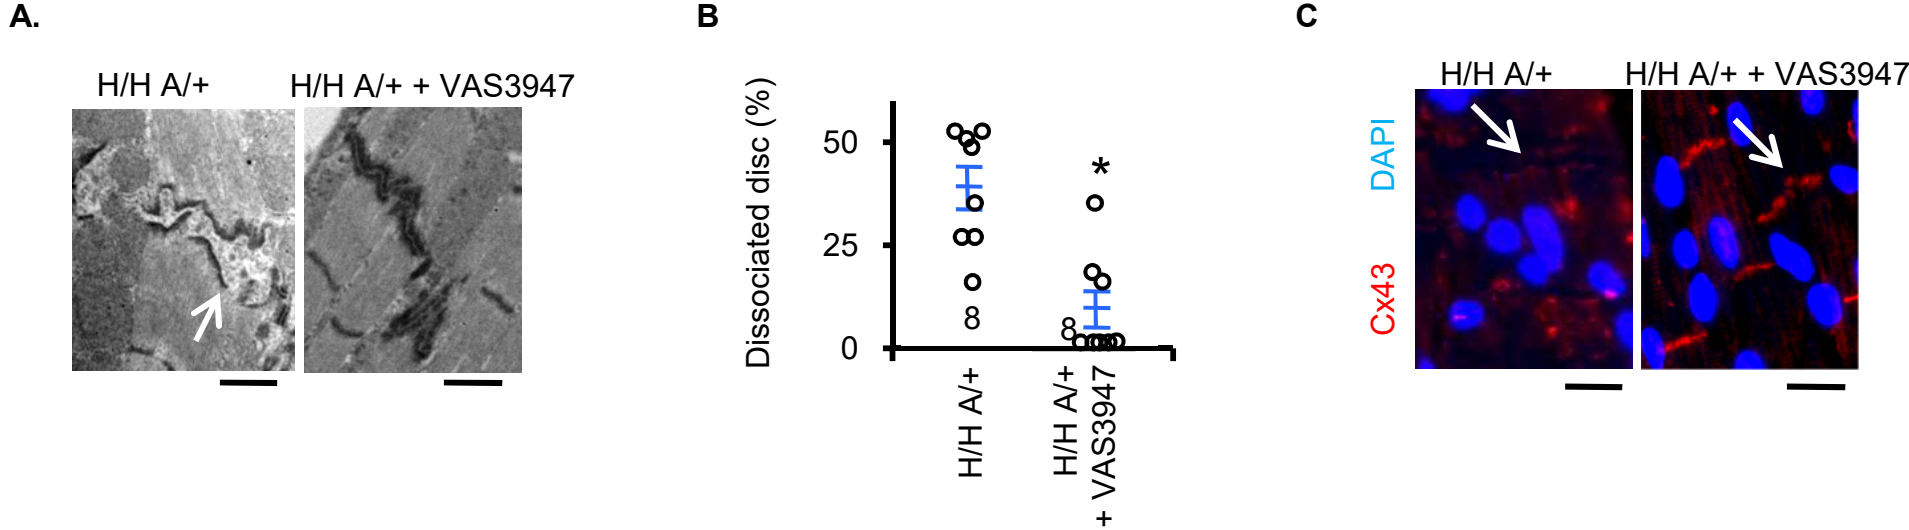 A.
H/H A/+
H/H A/+ + VAS3947
B
Dissociated disc (%)
50
25
0
*
8
8
H/H A/+
H/H A/+
+ VAS3947
C
H/H A/+
H/H A/+ + VAS3947
DAPI
Cx43